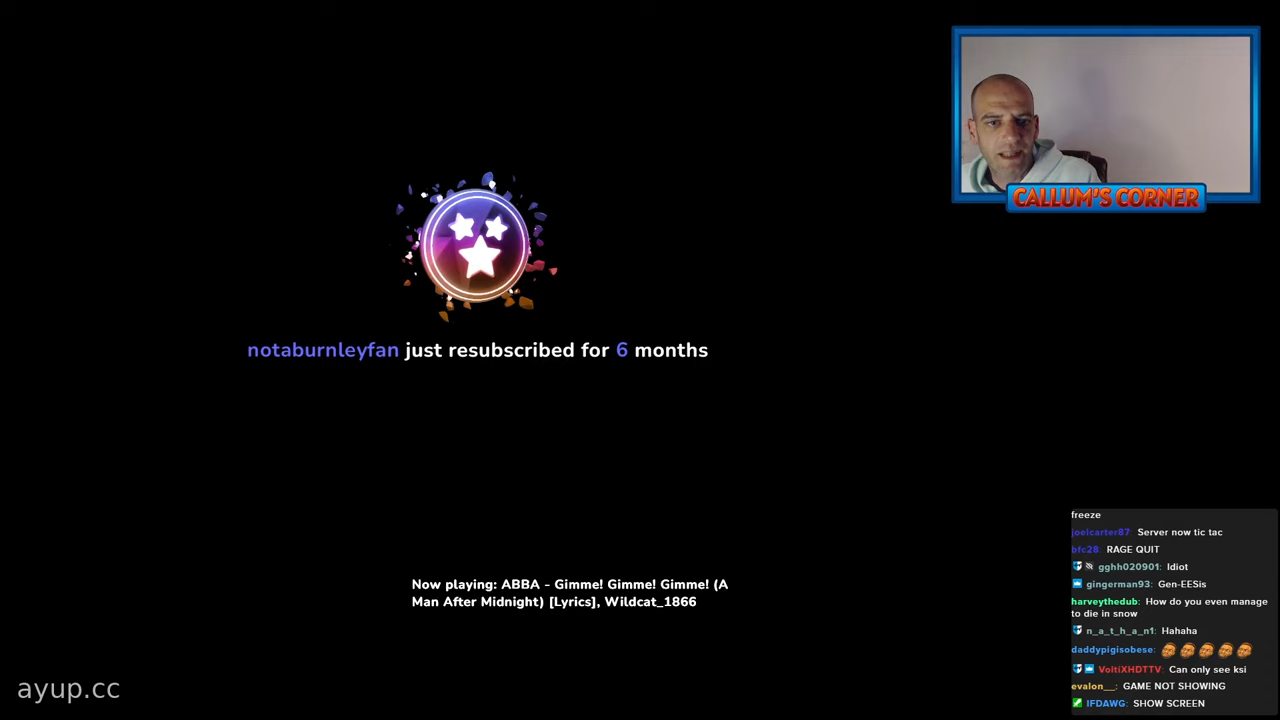 CALLUM'S CORNER
notaburnleyfan just resubscribed for 6 months
freeze
joelcarter87: Server now tic tac
bfc28: RAGE QUIT
gghh020901: Idiot
gingerman93: Gen-EESis
harveythedub: How do you even manage
to die in snow
n_a_t_h_a_n1: Hahaha
daddypigisobese:
VoltiXHDTTV: Can only see ksi
evalon__: GAME NOT SHOWING
IFDAWG: SHOW SCREEN
Now playing: ABBA - Gimme! Gimme! Gimme! (A
Man After Midnight) [Lyrics], Wildcat_1866
ayup.cc